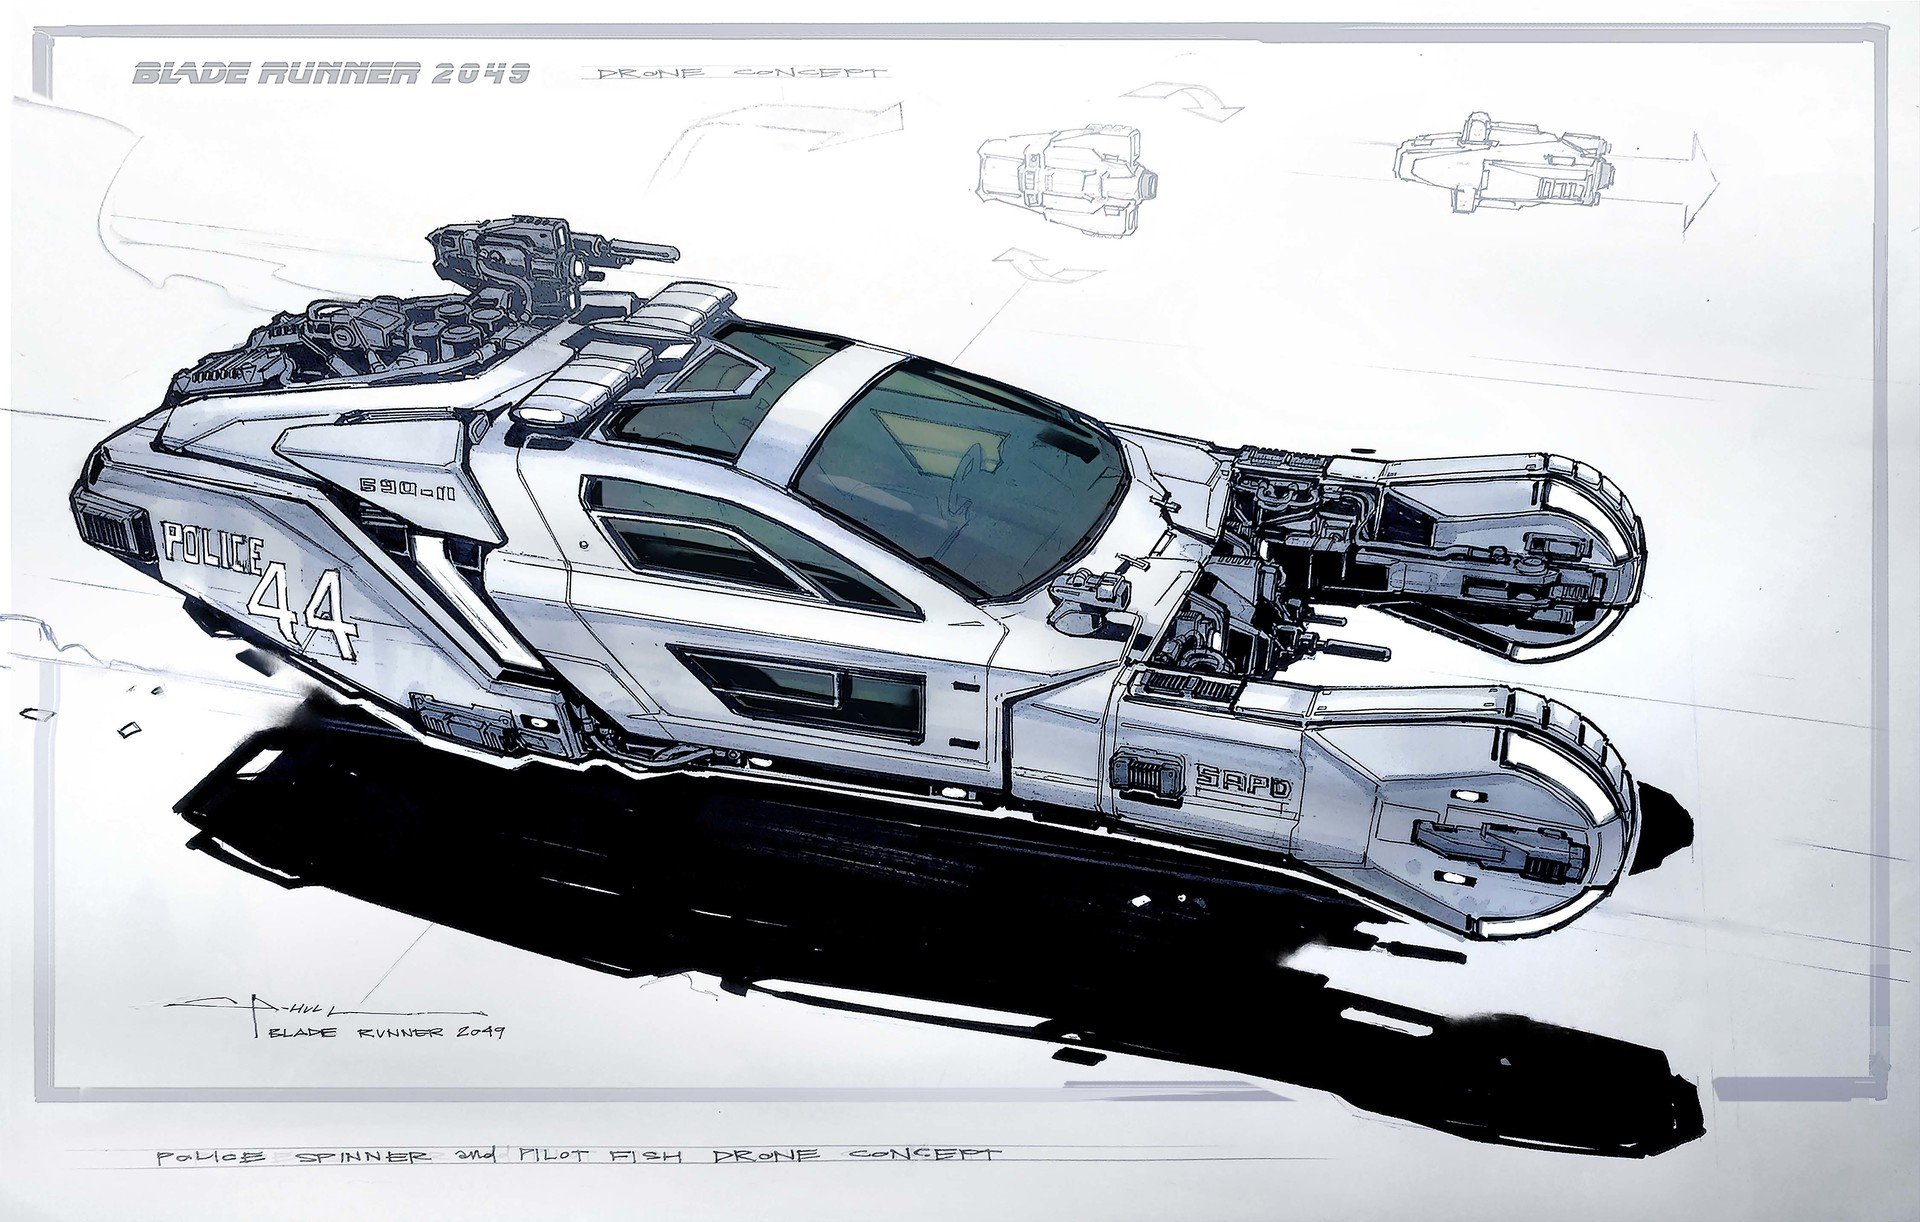 BLADE RUNNER 2049 DRONE CONCEPT
690-11
POLICE
44
SAPD
G-HULL
BLADE RUNNER 2049
POLICE SPINNER and PILOT FISH DRONE CONCEPT